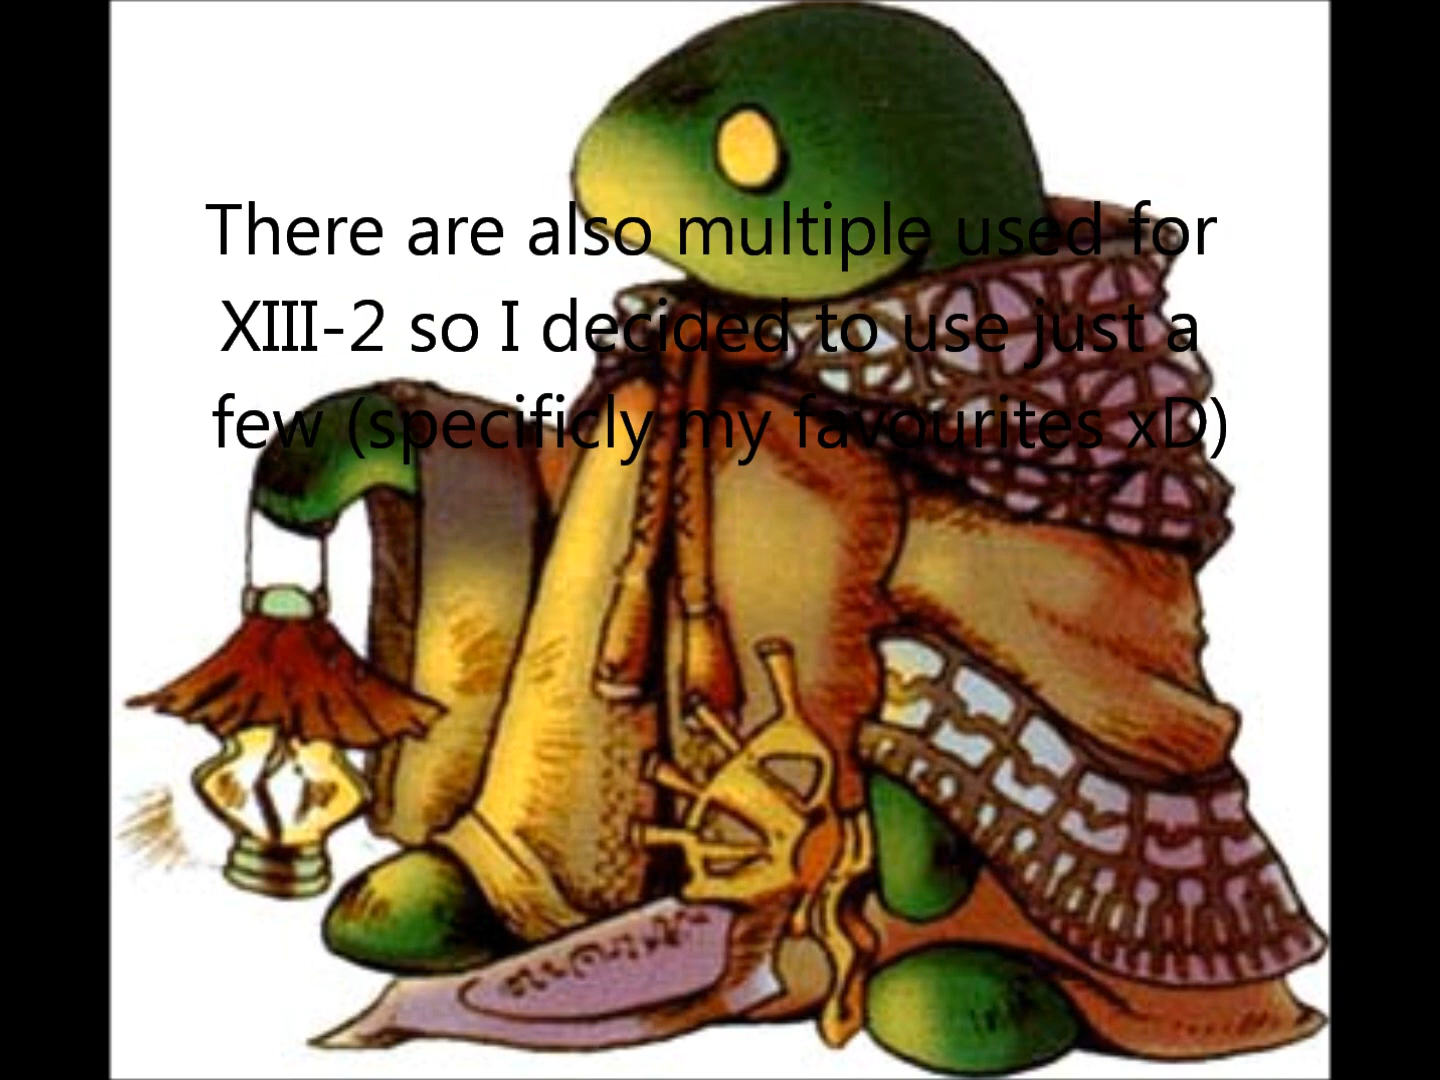 There are also multiple used for
XIII-2 so I decided to use just a
few (specificly my favourites xD)